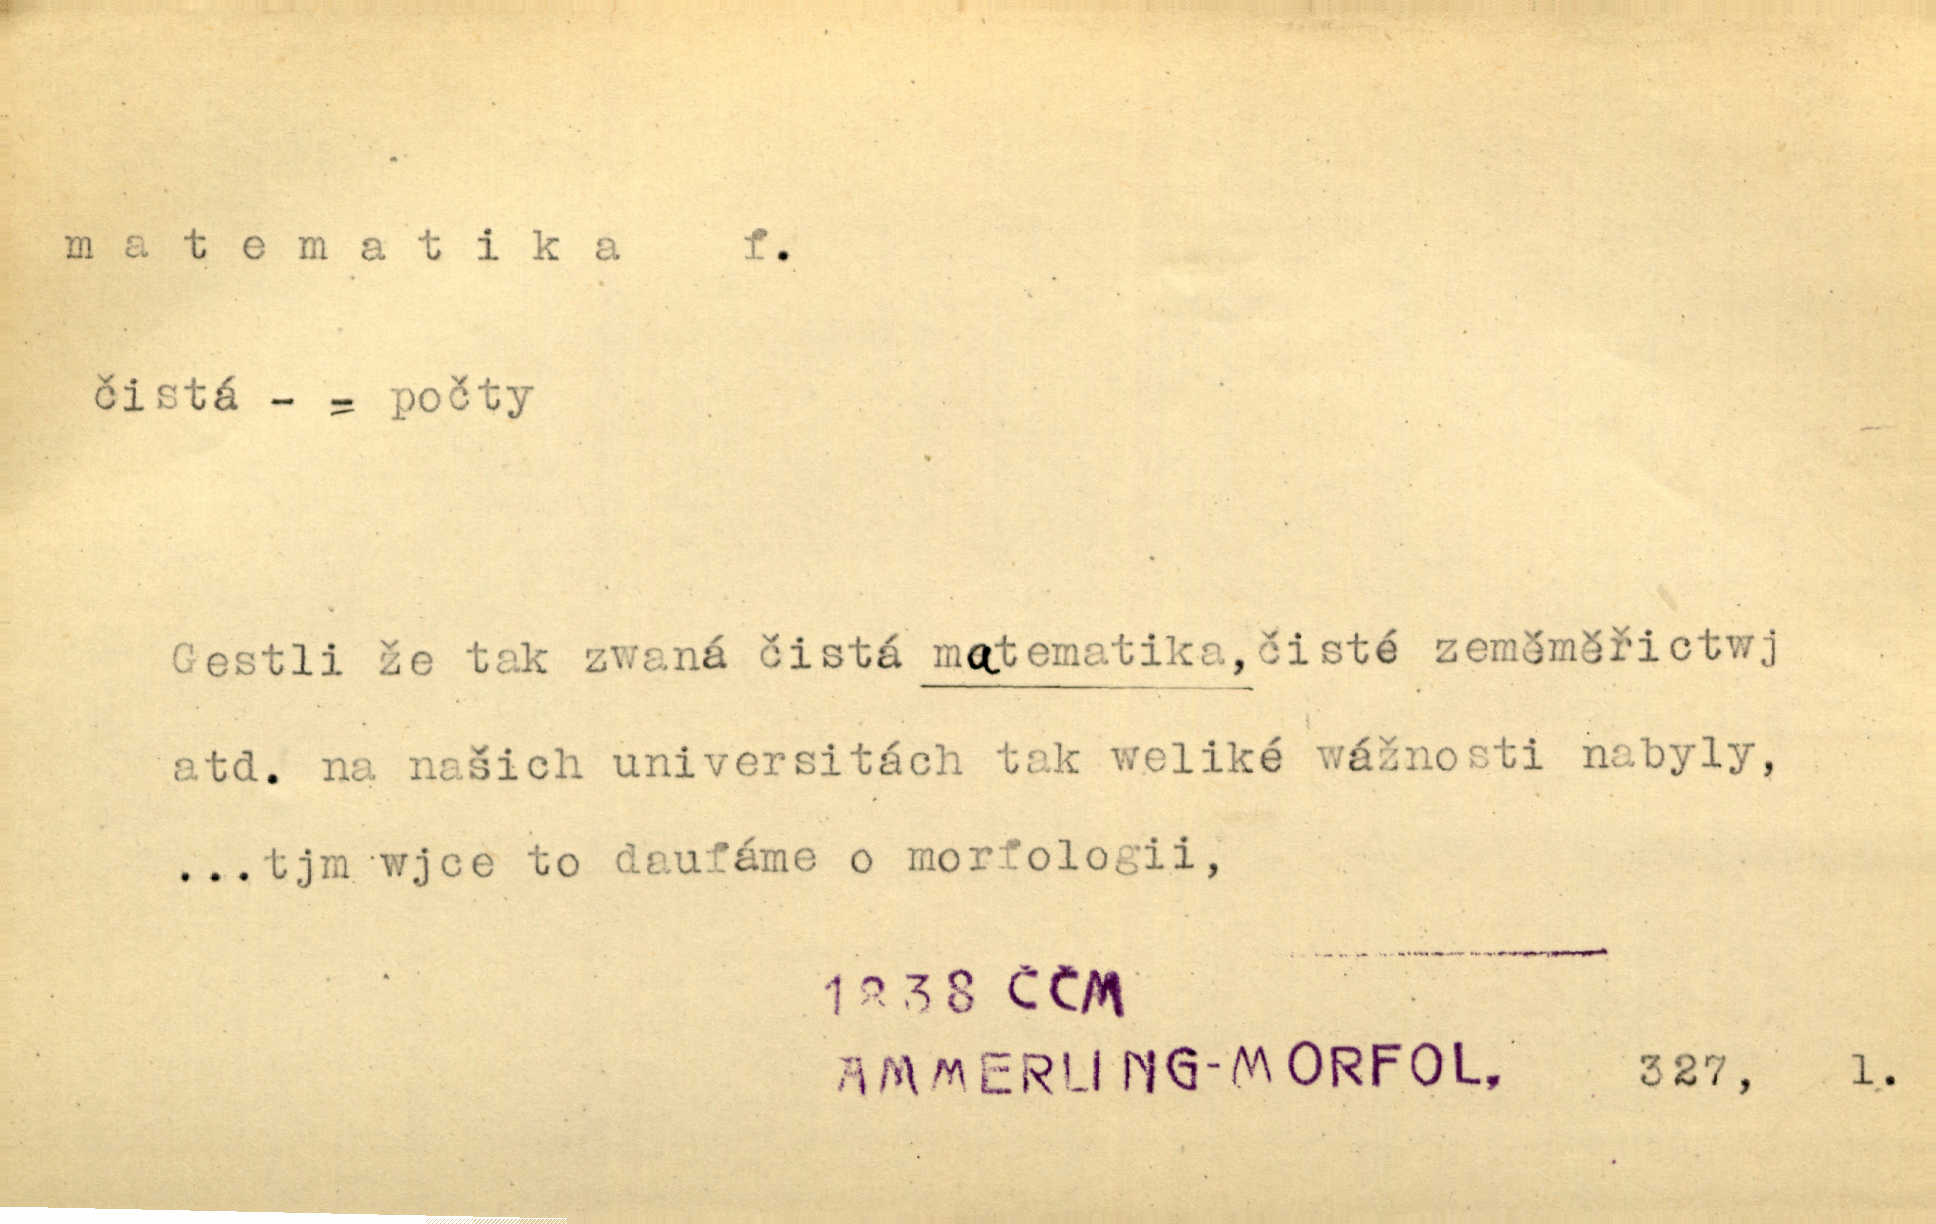 m a t e m a t i k a f.
čistá - = počty
Gestli že tak zwaná čistá matematika, čisté zeměměřictwj
atd. na našich universitách tak weliké wážnosti nabyly,
...tjm wjce to daufáme o morfologii,
1838 ČČM
AMMERLING-MORFOL. 327, 1.